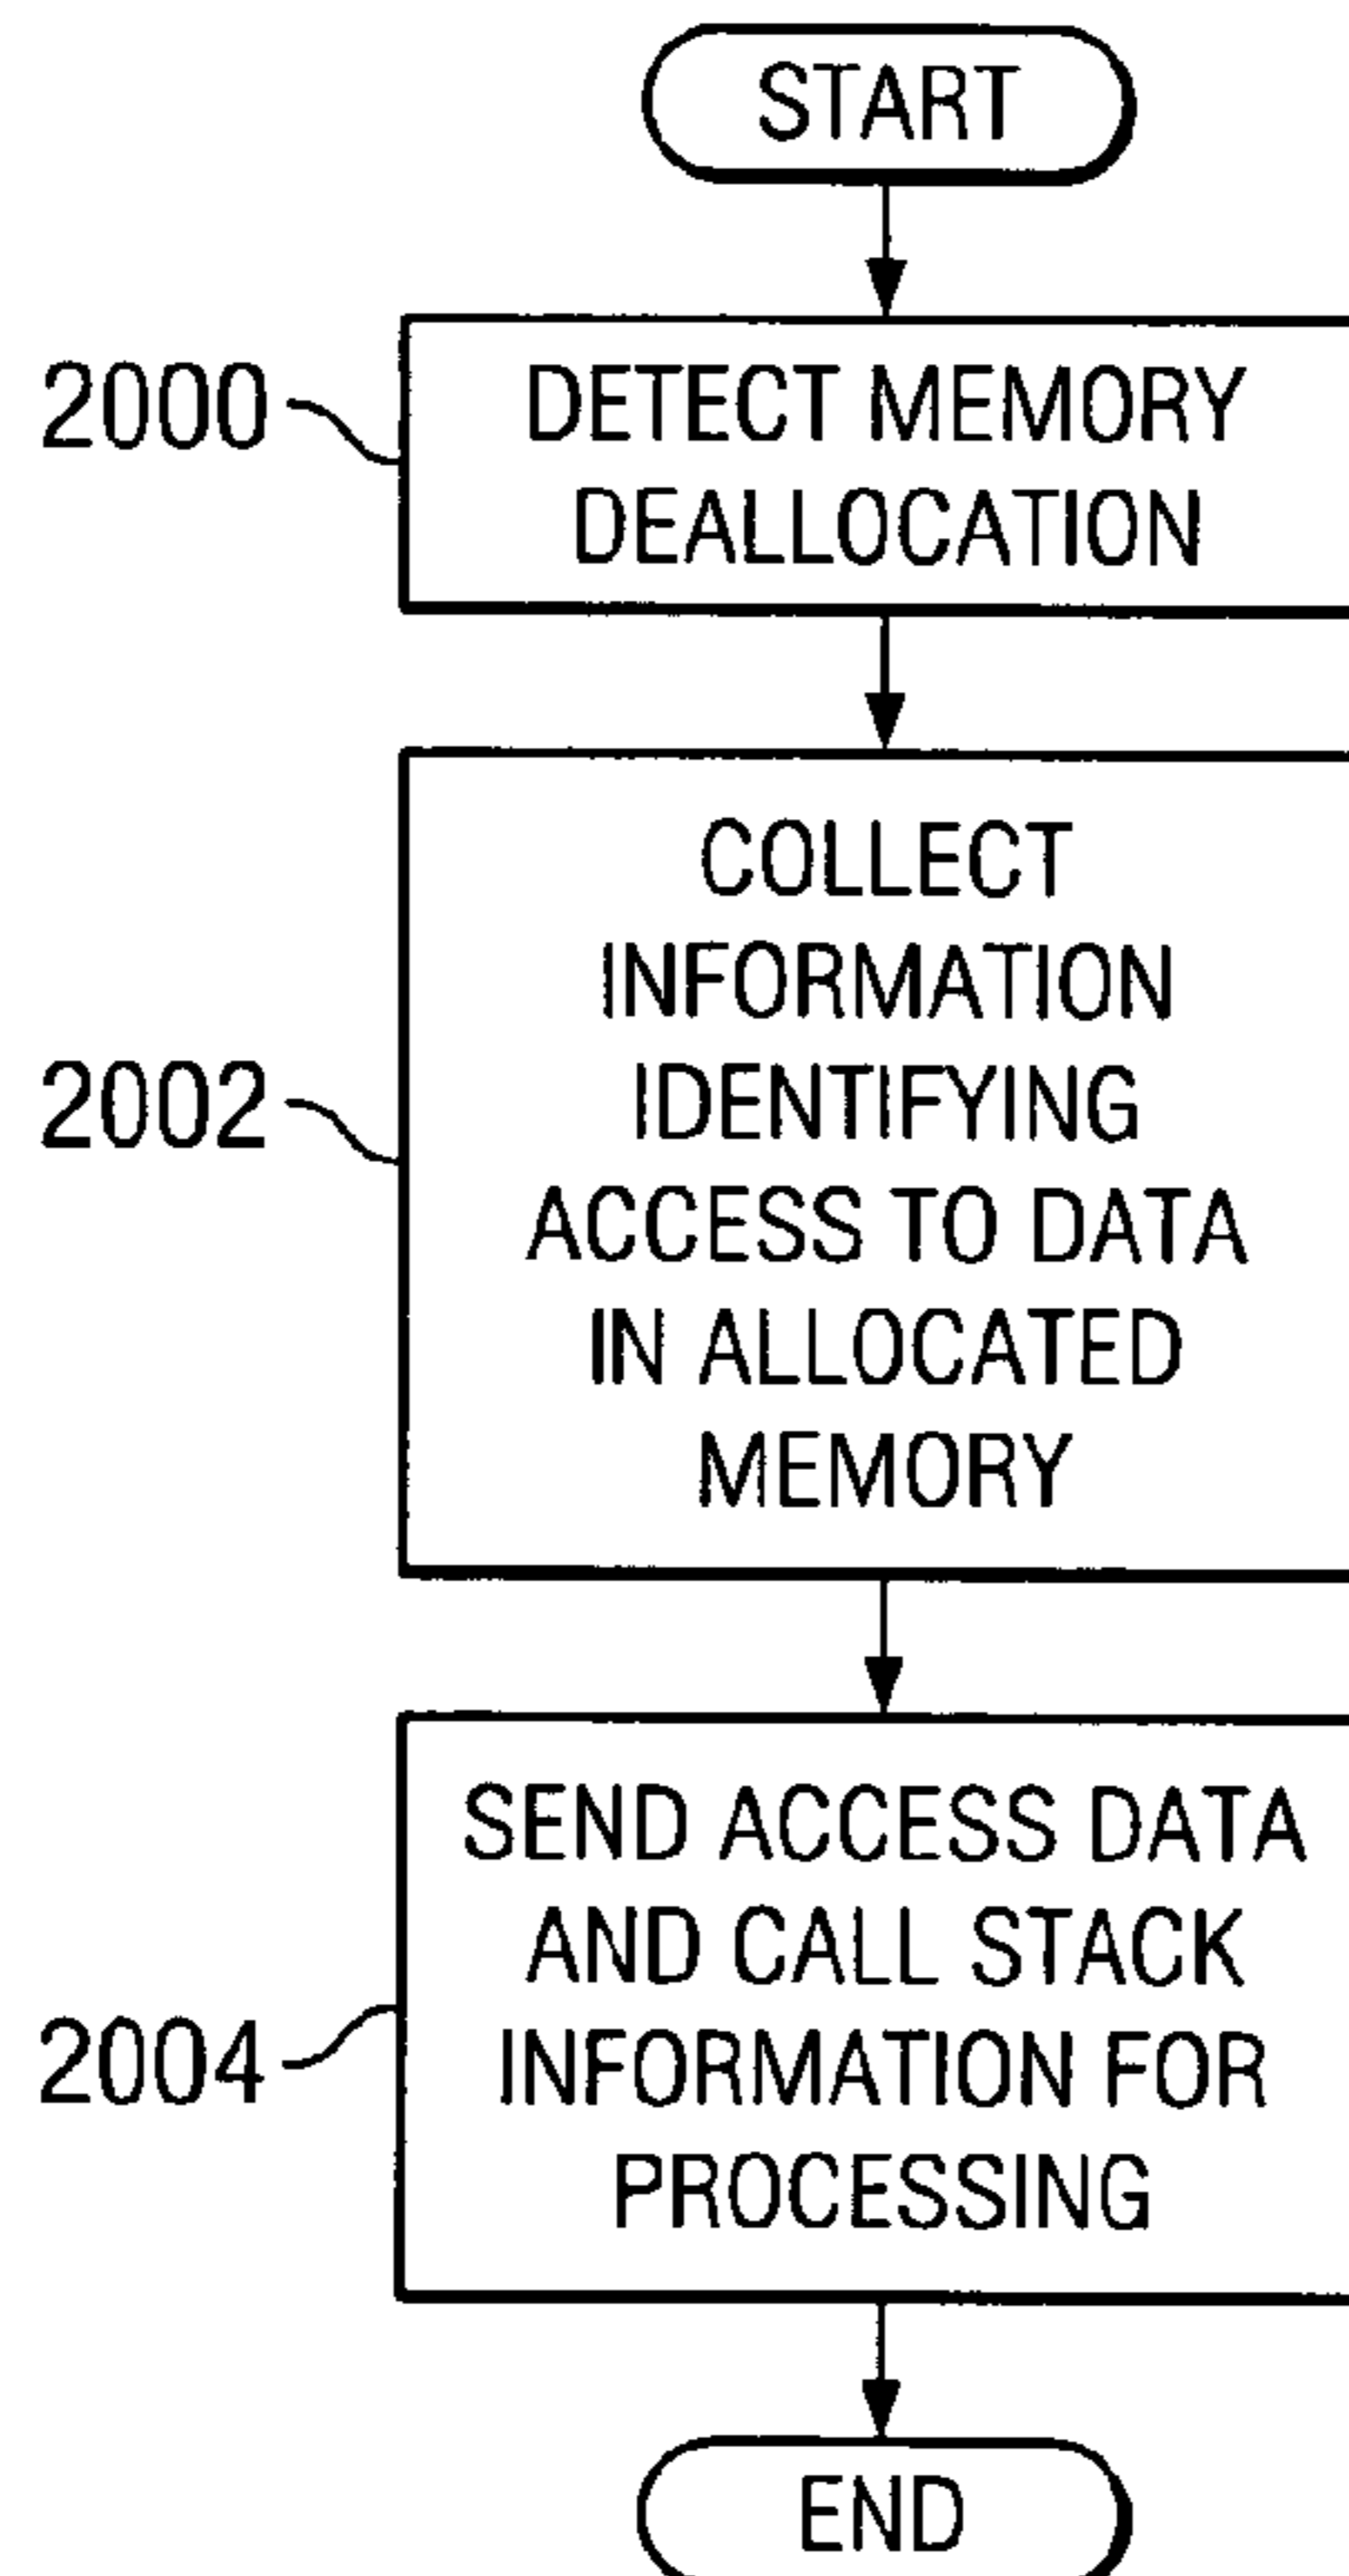 START
2000
DETECT MEMORY
DEALLOCATION
2002
COLLECT
INFORMATION
IDENTIFYING
ACCESS TO DATA
IN ALLOCATED
MEMORY
2004
SEND ACCESS DATA
AND CALL STACK
INFORMATION FOR
PROCESSING
END